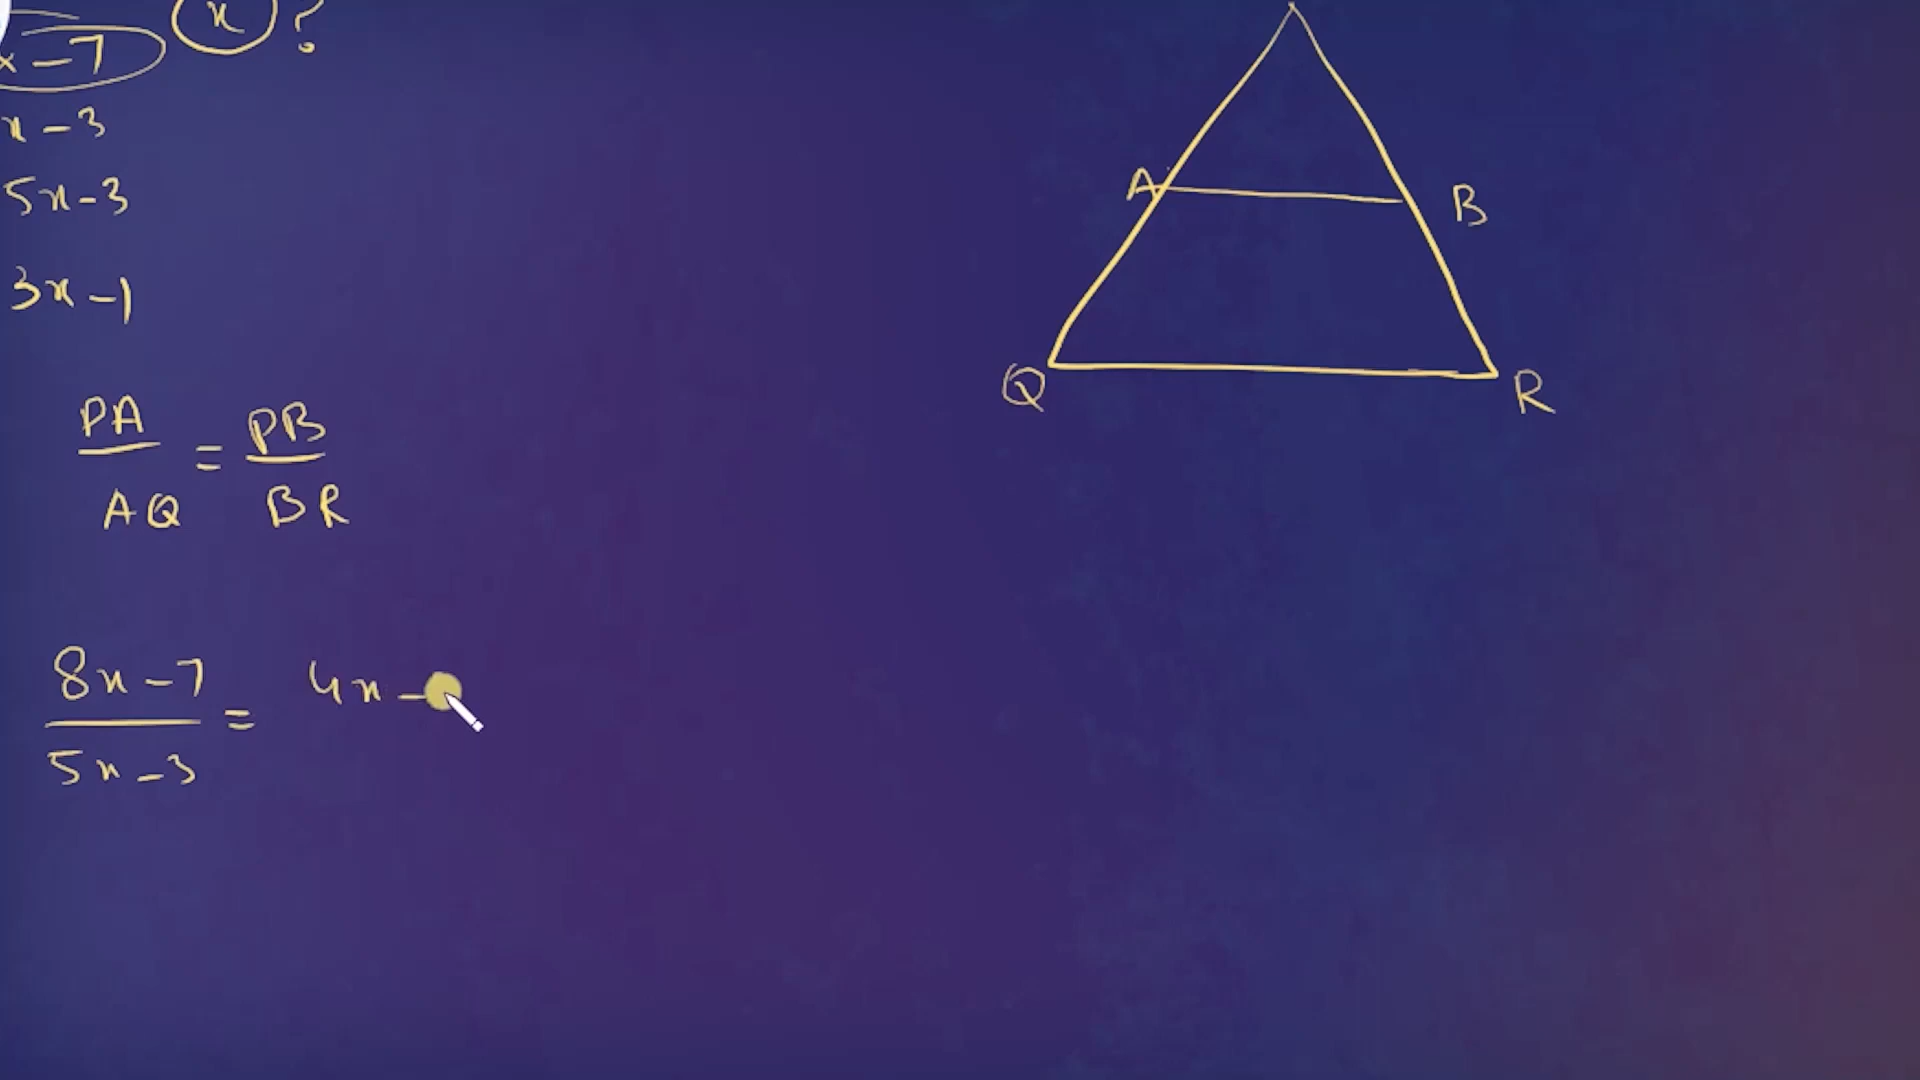 x ?
x - 7
x - 3
5x - 3
3x - 1
A B
Q R
PA = PB
AQ BR
8x - 7 = 4x -
5x - 3